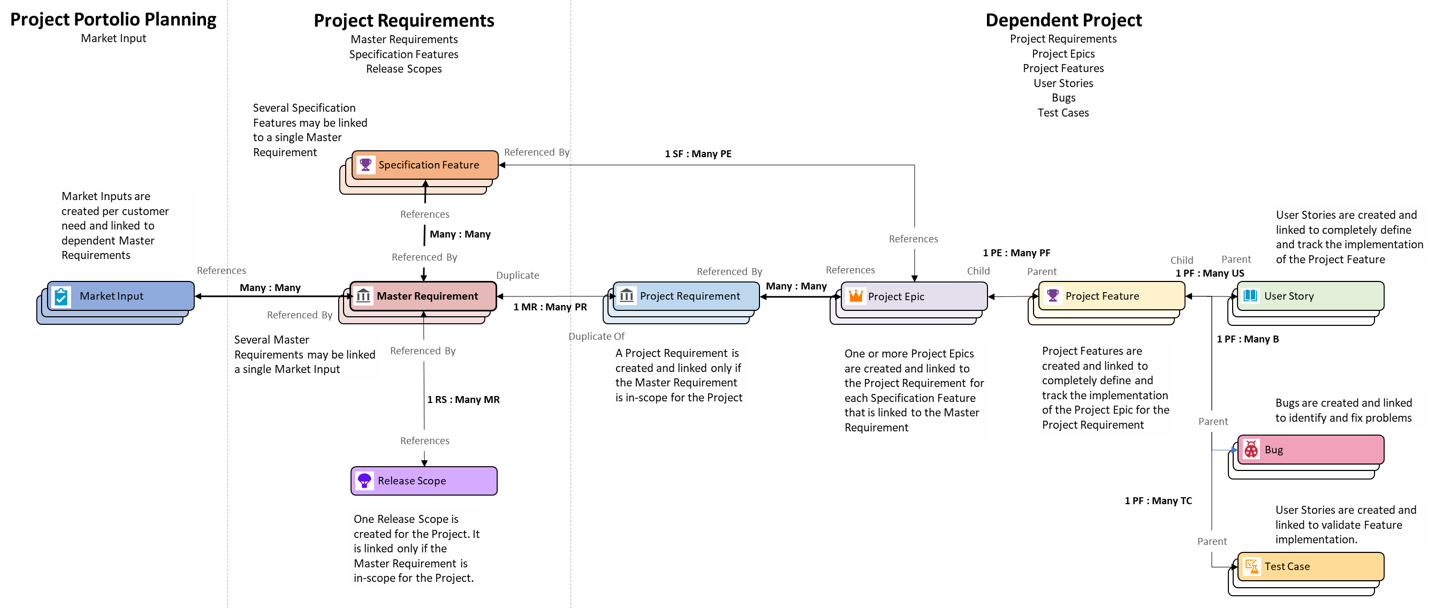 Project Portolio Planning
Market Input
Project Requirements
Master Requirements
Specification Features
Release Scopes
Dependent Project
Project Requirements
Project Epics
Project Features
User Stories
Bugs
Test Cases
Several Specification
Features may be linked
to a single Master
Requirement
Specification Feature
Referenced By
1 SF : Many PE
References
Many : Many
Referenced By
References
Market Inputs are
created per customer
need and linked to
dependent Master
Requirements
Market Input
References
Many : Many
Referenced By
Master Requirement
Several Master
Requirements may be linked
a single Market Input
Duplicate
1 MR : Many PR
Duplicate Of
Project Requirement
A Project Requirement is
created and linked only if
the Master Requirement
is in-scope for the Project
Referenced By
Many : Many
References
Project Epic
One or more Project Epics
are created and linked to
the Project Requirement for
each Specification Feature
that is linked to the Master
Requirement
1 PE : Many PF
Child
Parent
Project Feature
Project Features are
created and linked to
completely define and
track the implementation
of the Project Epic for the
Project Requirement
User Stories are created and
linked to completely define
and track the implementation
of the Project Feature
Child
Parent
1 PF : Many US
User Story
1 PF : Many B
Bugs are created and linked
to identify and fix problems
Parent
Bug
1 PF : Many TC
User Stories are created and
linked to validate Feature
implementation.
Parent
Test Case
Referenced By
1 RS : Many MR
References
Release Scope
One Release Scope is
created for the Project. It
is linked only if the
Master Requirement is
in-scope for the Project.